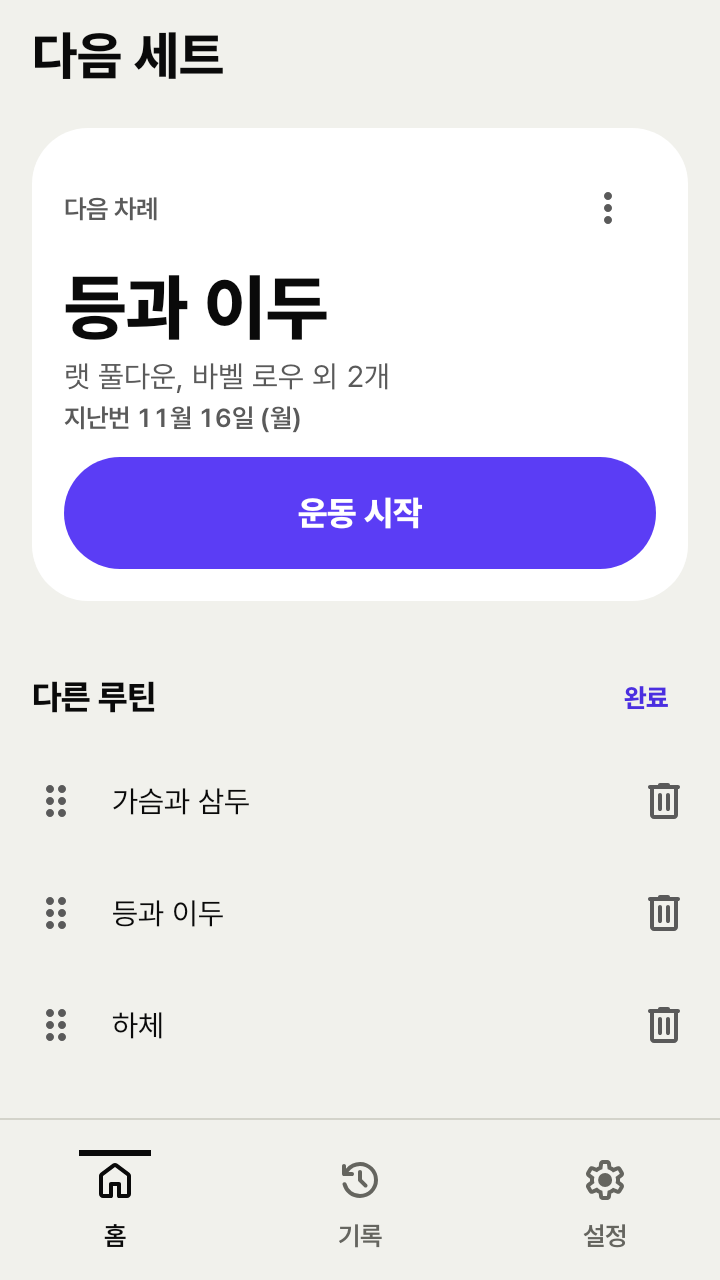 다음 세트
다음 차례
등과 이두
랫 풀다운, 바벨 로우 외 2개
지난번 11월 16일 (월)
운동 시작
다른 루틴
완료
가슴과 삼두
등과 이두
하체
홈
기록
설정